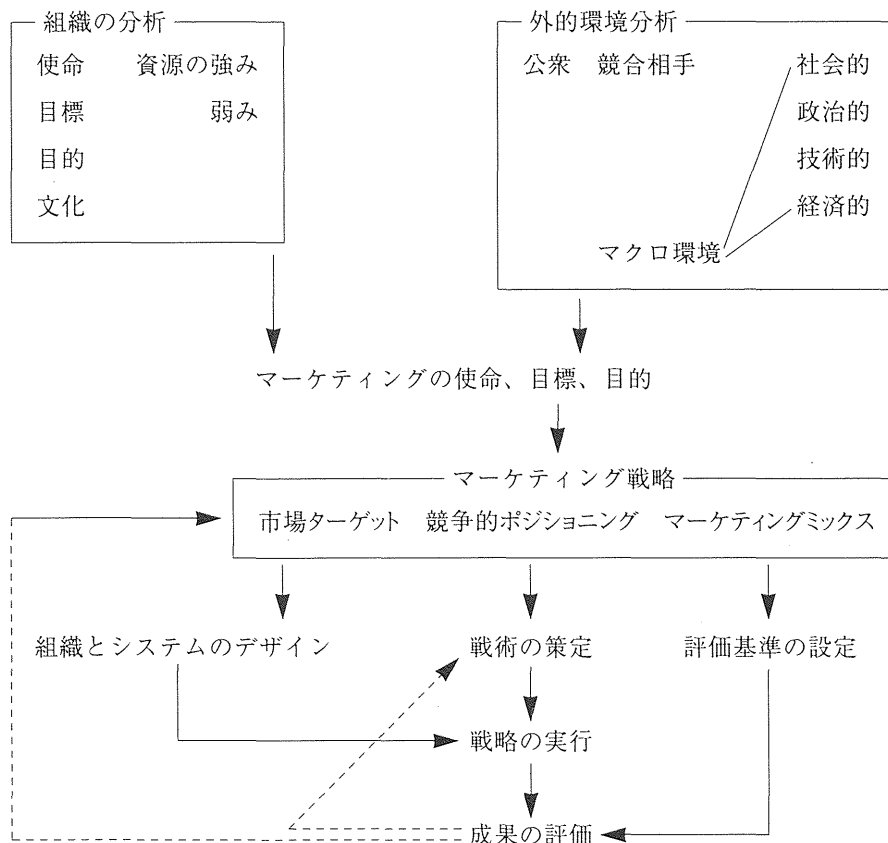 組織の分析
使命 資源の強み
目標 弱み
目的
文化
外的環境分析
公衆 競合相手 社会的
政治的
技術的
経済的
マクロ環境
マーケティングの使命、目標、目的
マーケティング戦略
市場ターゲット 競争的ポジショニング マーケティングミックス
組織とシステムのデザイン 戦術の策定 評価基準の設定
戦略の実行
成果の評価